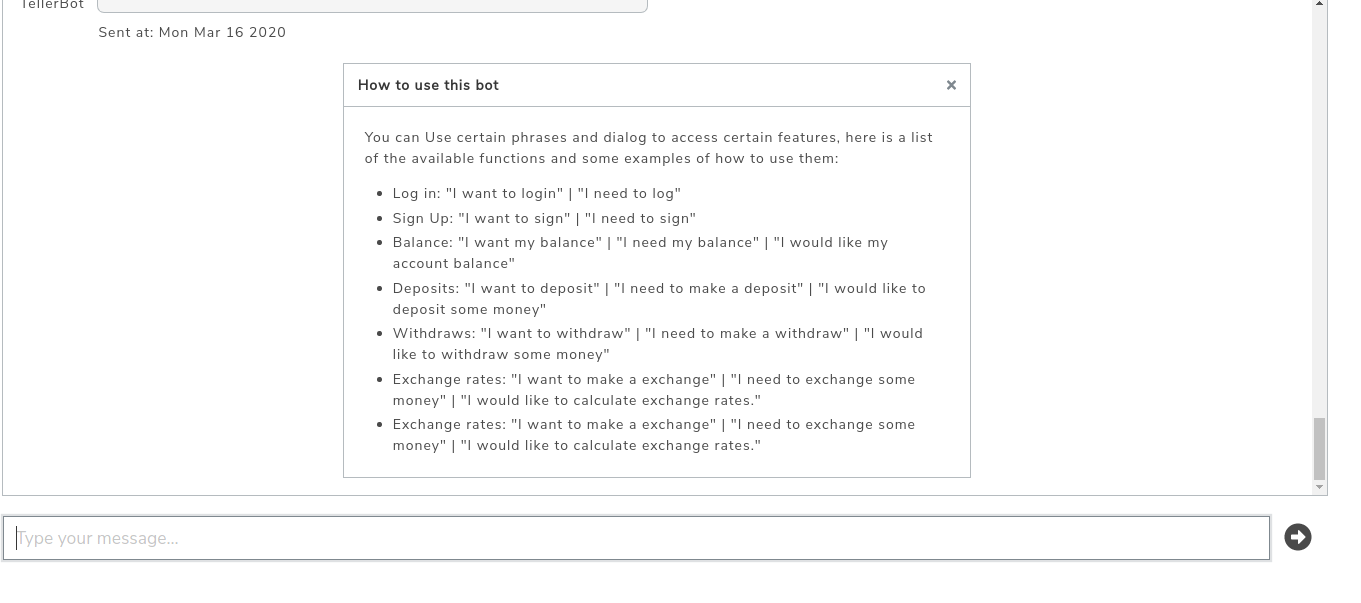 TellerBot
Sent at: Mon Mar 16 2020
How to use this bot ×
You can Use certain phrases and dialog to access certain features, here is a list
of the available functions and some examples of how to use them:
• Log in: "I want to login" | "I need to log"
• Sign Up: "I want to sign" | "I need to sign"
• Balance: "I want my balance" | "I need my balance" | "I would like my
account balance"
• Deposits: "I want to deposit" | "I need to make a deposit" | "I would like to
deposit some money"
• Withdraws: "I want to withdraw" | "I need to make a withdraw" | "I would
like to withdraw some money"
• Exchange rates: "I want to make a exchange" | "I need to exchange some
money" | "I would like to calculate exchange rates."
• Exchange rates: "I want to make a exchange" | "I need to exchange some
money" | "I would like to calculate exchange rates."
Type your message...